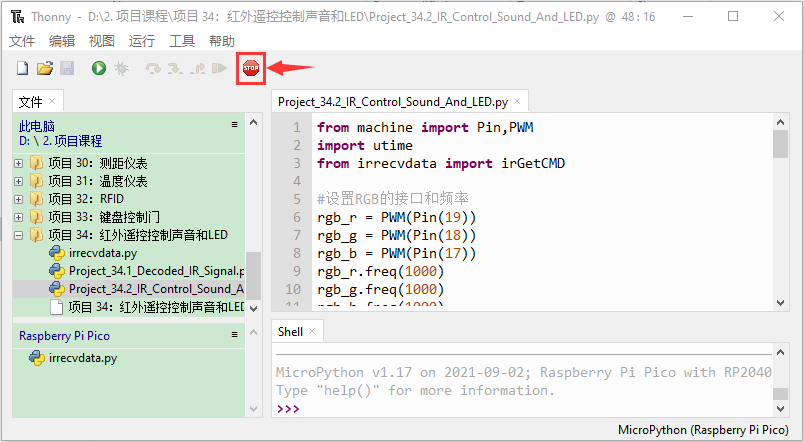 Thonny - D:\2. 项目课程\项目 34：红外遥控控制声音和LED\Project_34.2_IR_Control_Sound_And_LED.py @ 48 : 16
文件 编辑 视图 运行 工具 帮助
STOP
文件 ×
此电脑
D: \ 2. 项目课程
项目 30：测距仪表
项目 31：温度仪表
项目 32：RFID
项目 33：键盘控制门
项目 34：红外遥控控制声音和LED
irrecvdata.py
Project_34.1_Decoded_IR_Signal.p
Project_34.2_IR_Control_Sound_A
项目 34：红外遥控控制声音和LED
Raspberry Pi Pico
irrecvdata.py
Project_34.2_IR_Control_Sound_And_LED.py ×
1 from machine import Pin,PWM
2 import utime
3 from irrecvdata import irGetCMD
4
5 #设置RGB的接口和频率
6 rgb_r = PWM(Pin(19))
7 rgb_g = PWM(Pin(18))
8 rgb_b = PWM(Pin(17))
9 rgb_r.freq(1000)
10 rgb_g.freq(1000)
11 rgb_b.freq(1000)
Shell ×
MicroPython v1.17 on 2021-09-02; Raspberry Pi Pico with RP2040
Type "help()" for more information.
>>>
MicroPython (Raspberry Pi Pico)